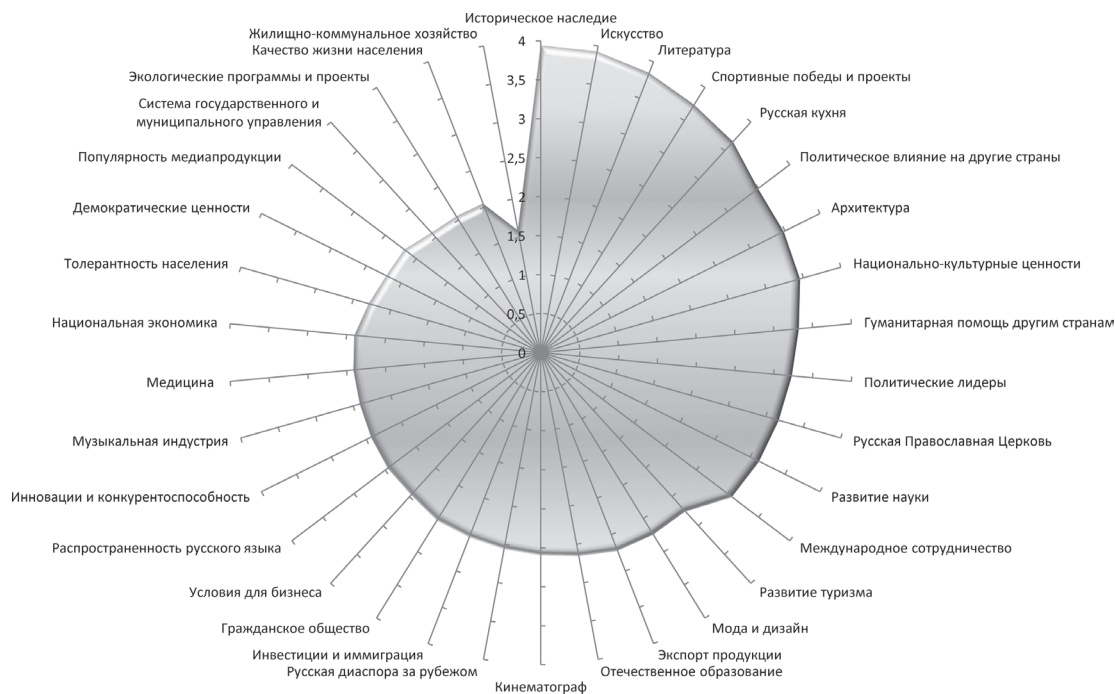 Историческое наследие
Искусство
Литература
Спортивные победы и проекты
Русская кухня
Политическое влияние на другие страны
Архитектура
Национально-культурные ценности
Гуманитарная помощь другим странам
Политические лидеры
Русская Православная Церковь
Развитие науки
Международное сотрудничество
Развитие туризма
Мода и дизайн
Экспорт продукции
Отечественное образование
Кинематограф
Русская диаспора за рубежом
Инвестиции и иммиграция
Гражданское общество
Условия для бизнеса
Распространенность русского языка
Инновации и конкурентоспособность
Музыкальная индустрия
Медицина
Национальная экономика
Толерантность населения
Демократические ценности
Популярность медиапродукции
Система государственного и
муниципального управления
Экологические программы и проекты
Качество жизни населения
Жилищно-коммунальное хозяйство
4
3,5
3
2,5
2
1,5
1
0,5
0